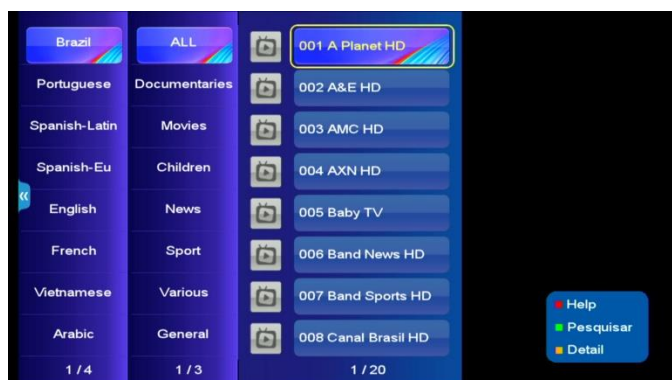 Brazil
Portuguese
Spanish-Latin
Spanish-Eu
English
French
Vietnamese
Arabic
1/4
ALL
Documentaries
Movies
Children
News
Sport
Various
General
1/3
001 A Planet HD
002 A&E HD
003 AMC HD
004 AXN HD
005 Baby TV
006 Band News HD
007 Band Sports HD
008 Canal Brasil HD
1/20
«
Help
Pesquisar
Detail